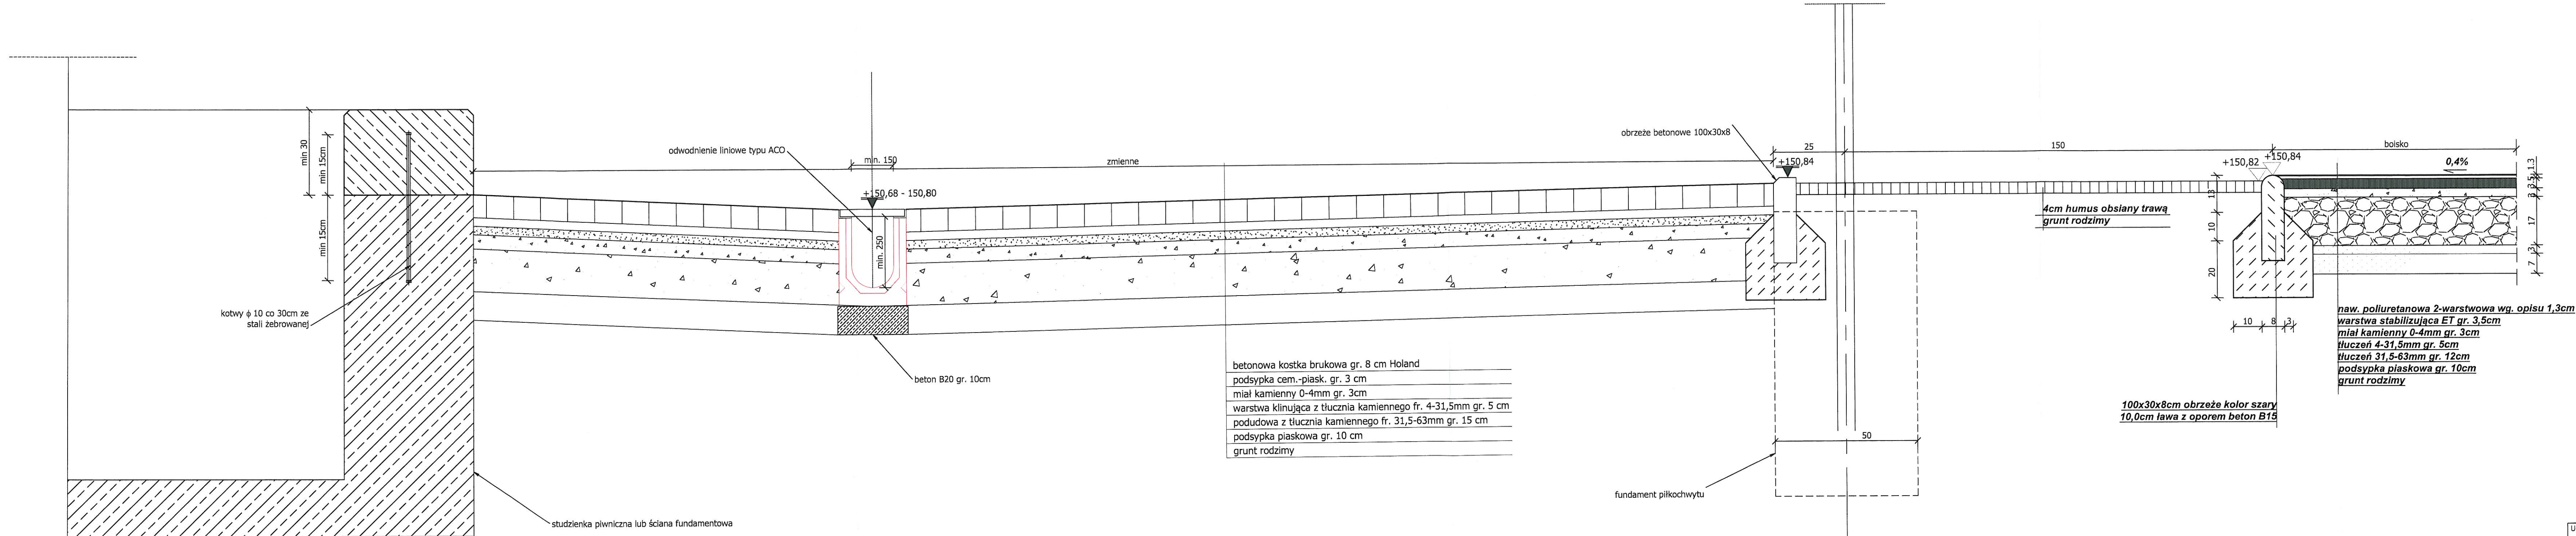 min 30
min 15cm
min 15cm
kotwy ϕ 10 co 30cm ze
stali żebrowanej
studzienka piwniczna lub ściana fundamentowa
odwodnienie liniowe typu ACO
min. 150
+150,68 - 150,80
min. 250
beton B20 gr. 10cm
zmienne
betonowa kostka brukowa gr. 8 cm Holand
podsypka cem.-piask. gr. 3 cm
miał kamienny 0-4mm gr. 3cm
warstwa klinująca z tłucznia kamiennego fr. 4-31,5mm gr. 5 cm
podudowa z tłucznia kamiennego fr. 31,5-63mm gr. 15 cm
podsypka piaskowa gr. 10 cm
grunt rodzimy
obrzeże betonowe 100x30x8
25
+150,84
150
boisko
50
fundament piłkochwytu
4cm humus obsiany trawą
grunt rodzimy
+150,82
+150,84
0,4%
13
10
20
10
8
3
1.3
3.5
3
17
3
7
naw. poliuretanowa 2-warstwowa wg. opisu 1,3cm
warstwa stabilizująca ET gr. 3,5cm
miał kamienny 0-4mm gr. 3cm
tłuczeń 4-31,5mm gr. 5cm
tłuczeń 31,5-63mm gr. 12cm
podsypka piaskowa gr. 10cm
grunt rodzimy
100x30x8cm obrzeże kolor szary
10,0cm ława z oporem beton B15